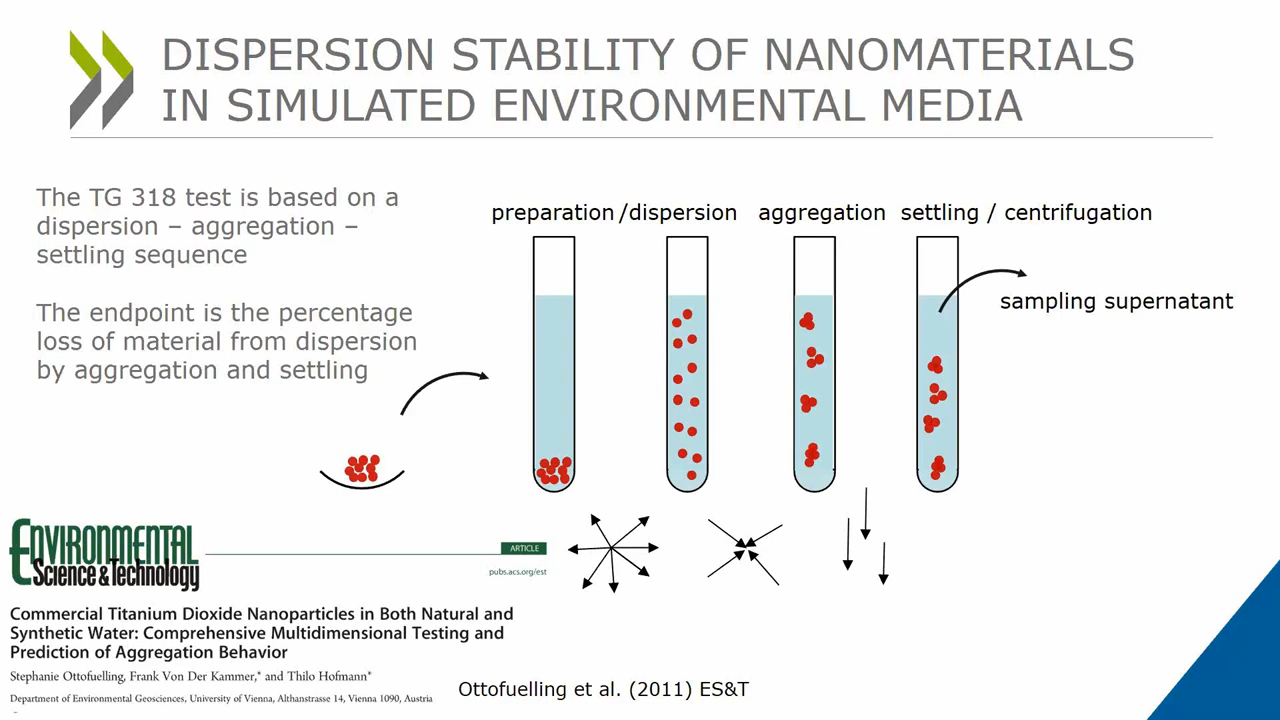 DISPERSION STABILITY OF NANOMATERIALS
IN SIMULATED ENVIRONMENTAL MEDIA
The TG 318 test is based on a
dispersion – aggregation –
settling sequence
The endpoint is the percentage
loss of material from dispersion
by aggregation and settling
preparation /dispersion aggregation settling / centrifugation
sampling supernatant
ENVIRONMENTAL
Science & Technology
ARTICLE
pubs.acs.org/est
Commercial Titanium Dioxide Nanoparticles in Both Natural and
Synthetic Water: Comprehensive Multidimensional Testing and
Prediction of Aggregation Behavior
Stephanie Ottofuelling, Frank Von Der Kammer,* and Thilo Hofmann*
Department of Environmental Geosciences, University of Vienna, Althanstrasse 14, Vienna 1090, Austria
Ottofuelling et al. (2011) ES&T